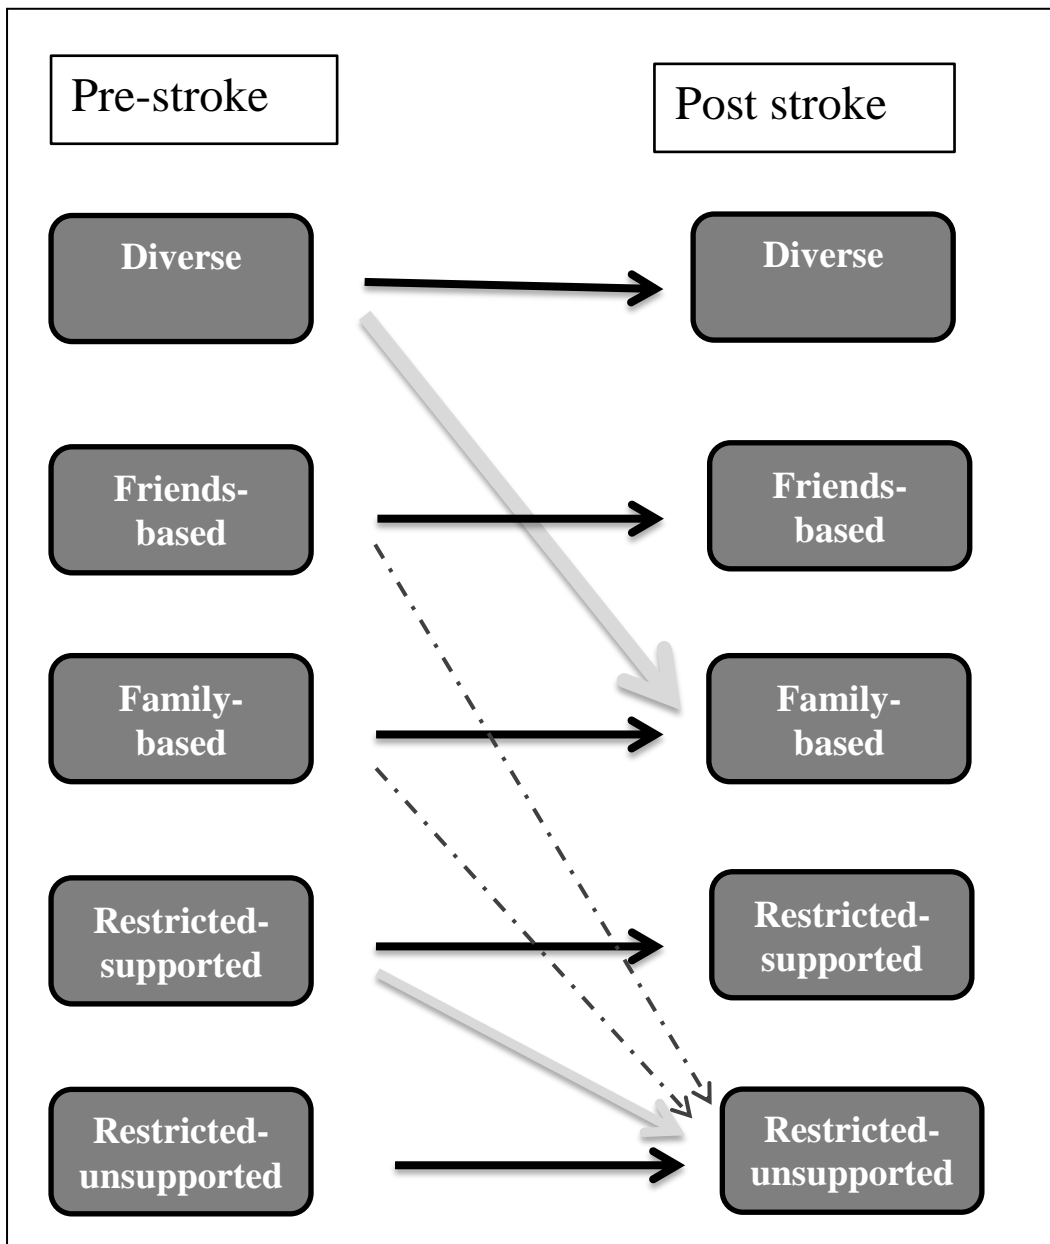 Pre-stroke
Post stroke
Diverse
Diverse
Friends-
based
Friends-
based
Family-
based
Family-
based
Restricted-
supported
Restricted-
supported
Restricted-
unsupported
Restricted-
unsupported